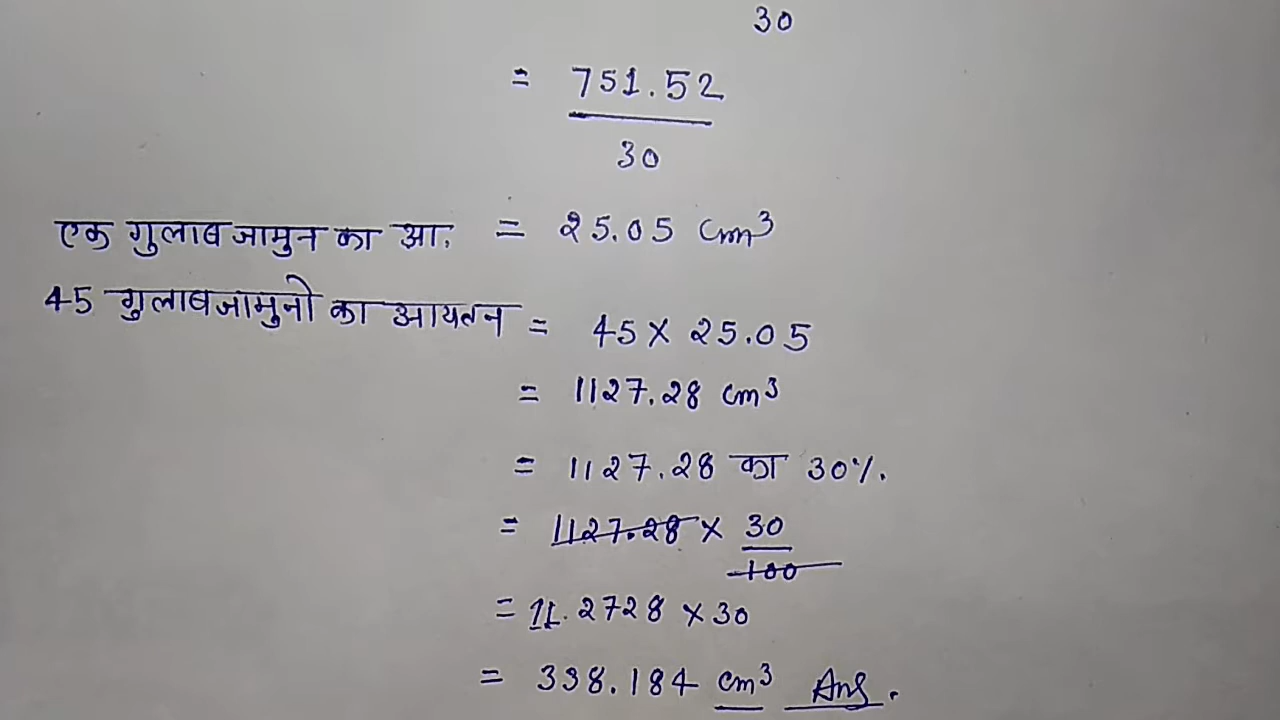 30
= 751.52
30
एक गुलाबजामुन का आ. = 25.05 cm³
45 गुलाबजामुनो का आयतन = 45 × 25.05
= 1127.28 cm³
= 1127.28 का 30%.
= 1127.28 × 30
100
= 11.2728 × 30
= 338.184 cm³ Ans.